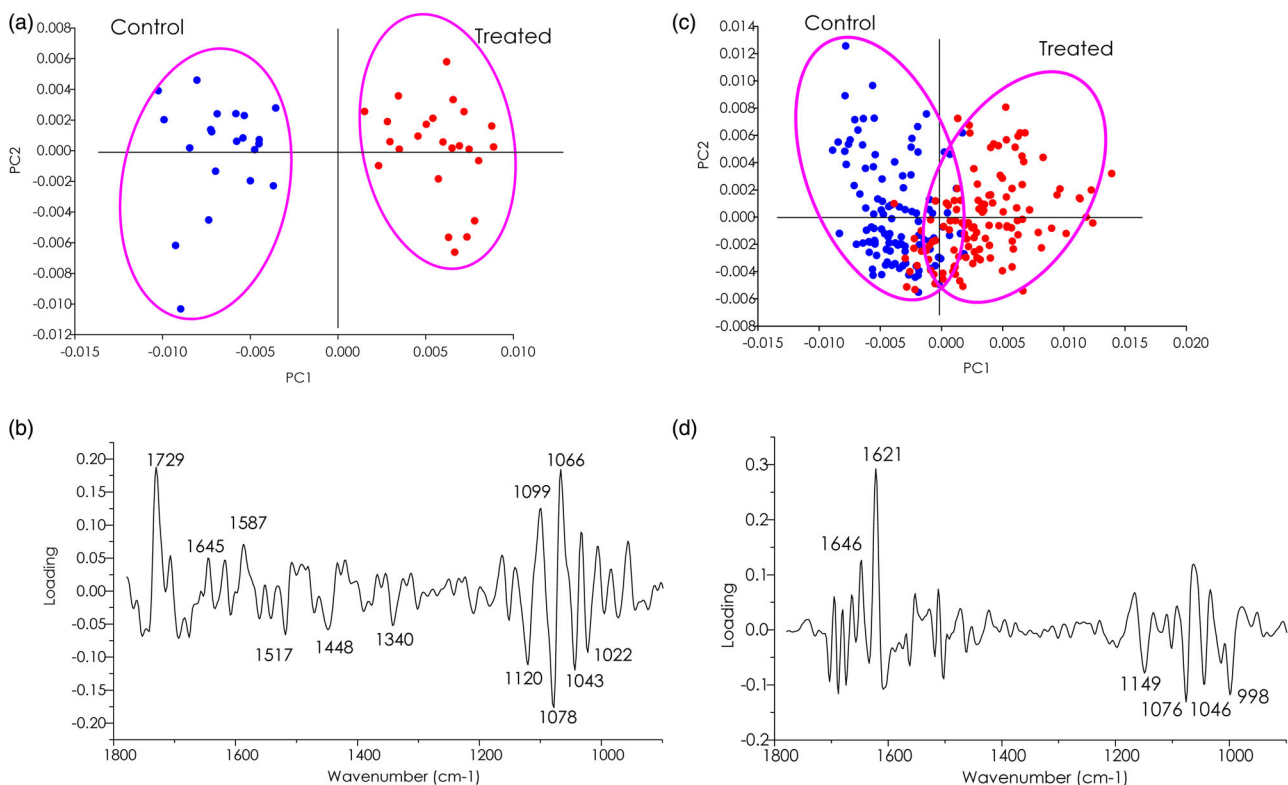 (a)
Control
Treated
0.008
0.006
0.004
0.002
0.000
-0.002
-0.004
-0.006
-0.008
-0.010
0.012
PC2
-0.015 -0.010 -0.005 0.000 0.005 0.010
PC1
(c)
Control
Treated
0.014
0.012
0.010
0.008
0.006
0.004
0.002
0.000
-0.002
-0.004
-0.006
-0.008
PC2
-0.015 -0.010 -0.005 0.000 0.005 0.010 0.015 0.020
PC1
(b)
0.20
0.15
0.10
0.05
0.00
-0.05
-0.10
-0.15
-0.20
Loading
1729
1645
1587
1517
1448
1340
1120
1099
1078
1066
1043
1022
1800 1600 1400 1200 1000
Wavenumber (cm-1)
(d)
0.3
0.2
0.1
0.0
-0.1
-0.2
Loading
1646
1621
1149
1076
1046
998
1800 1600 1400 1200 1000
Wavenumber (cm-1)